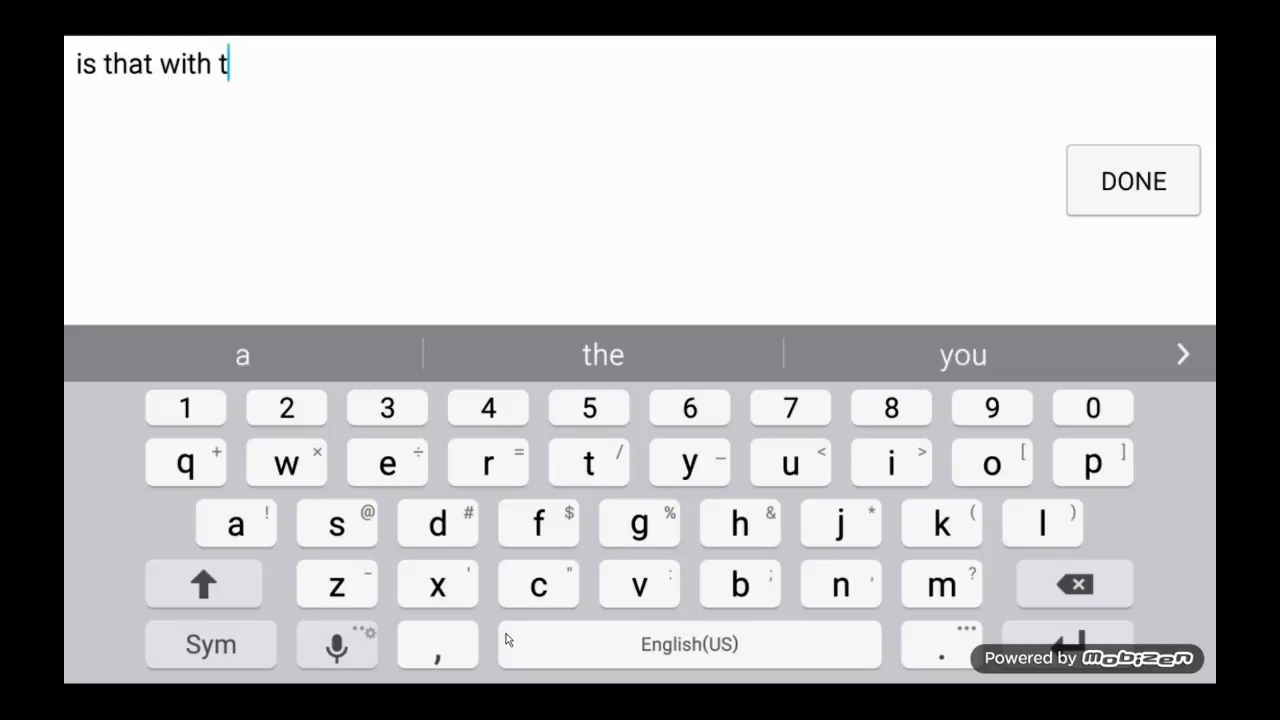 is that with t
DONE
a the you
1 2 3 4 5 6 7 8 9 0
q + w × e ÷ r = t / y _ u < i > o [ p ]
a ! s @ d # f $ g % h & j * k ( l )
z - x ' c " v : b ; n , m ?
Sym , English(US) .
Powered by mobizen